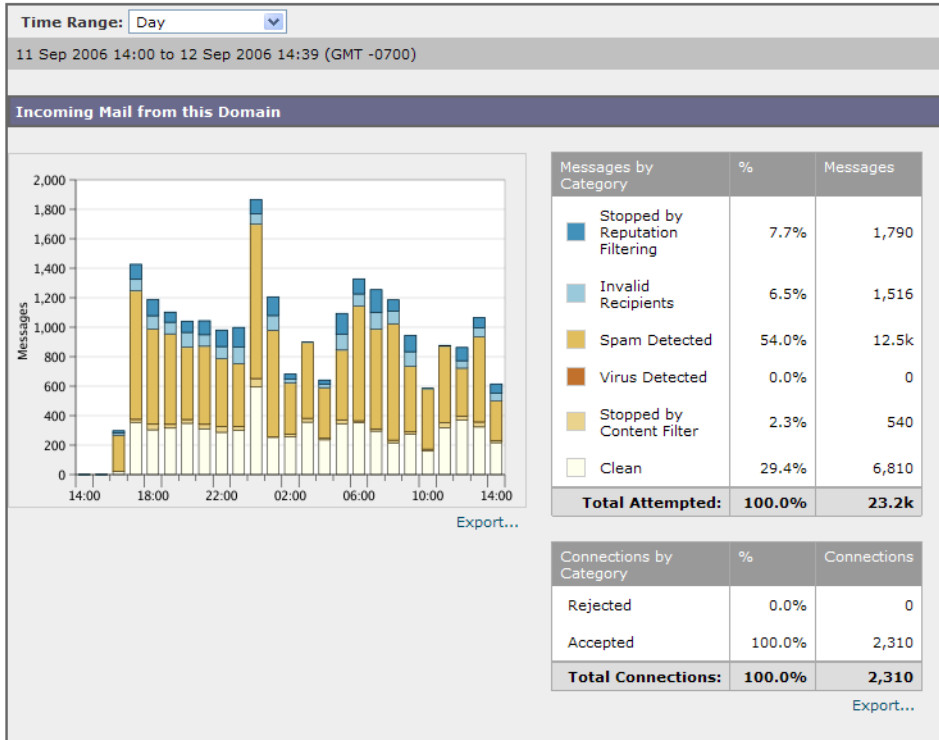 Time Range: Day
11 Sep 2006 14:00 to 12 Sep 2006 14:39 (GMT -0700)
Incoming Mail from this Domain
2,000
1,800
1,600
1,400
1,200
1,000
800
600
400
200
0
Messages
14:00 18:00 22:00 02:00 06:00 10:00 14:00
Export...
Messages by Category % Messages
Stopped by Reputation Filtering 7.7% 1,790
Invalid Recipients 6.5% 1,516
Spam Detected 54.0% 12.5k
Virus Detected 0.0% 0
Stopped by Content Filter 2.3% 540
Clean 29.4% 6,810
Total Attempted: 100.0% 23.2k
Connections by Category % Connections
Rejected 0.0% 0
Accepted 100.0% 2,310
Total Connections: 100.0% 2,310
Export...